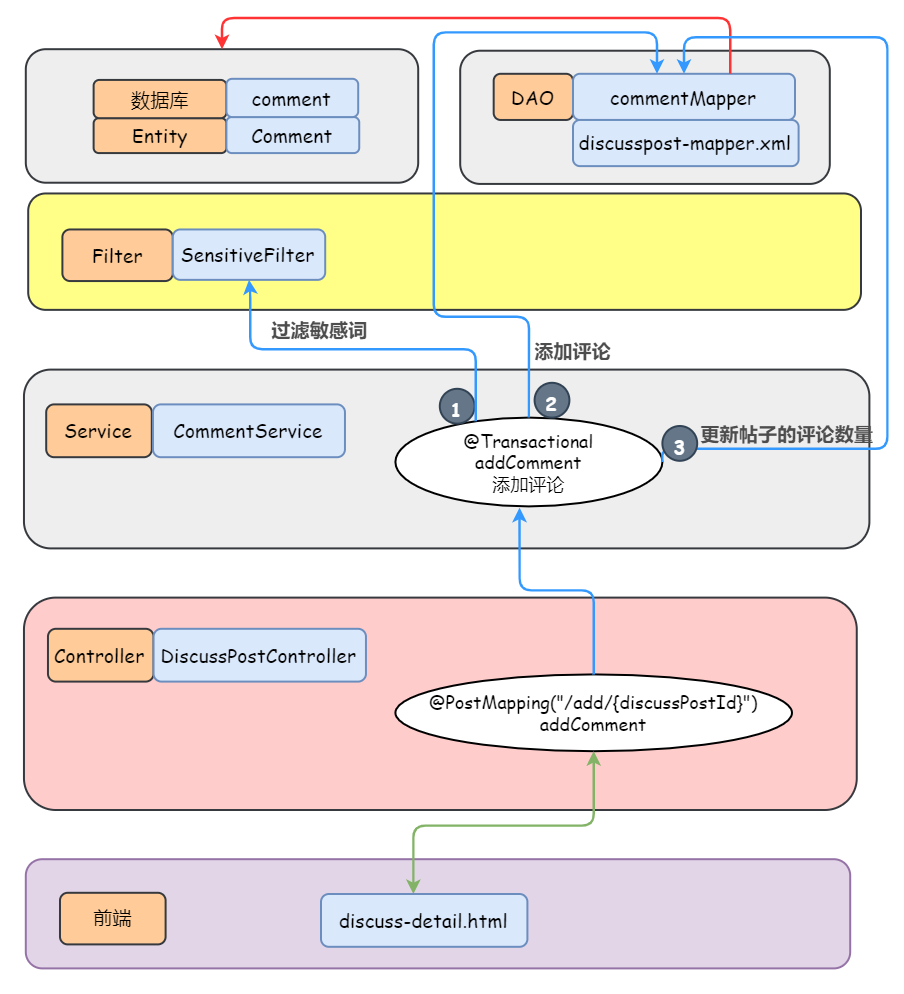 数据库
comment
Entity
Comment
DAO
commentMapper
discusspost-mapper.xml
Filter
SensitiveFilter
过滤敏感词
添加评论
Service
CommentService
1
2
3
更新帖子的评论数量
@Transactional
addComment
添加评论
Controller
DiscussPostController
@PostMapping("/add/{discussPostId}")
addComment
前端
discuss-detail.html